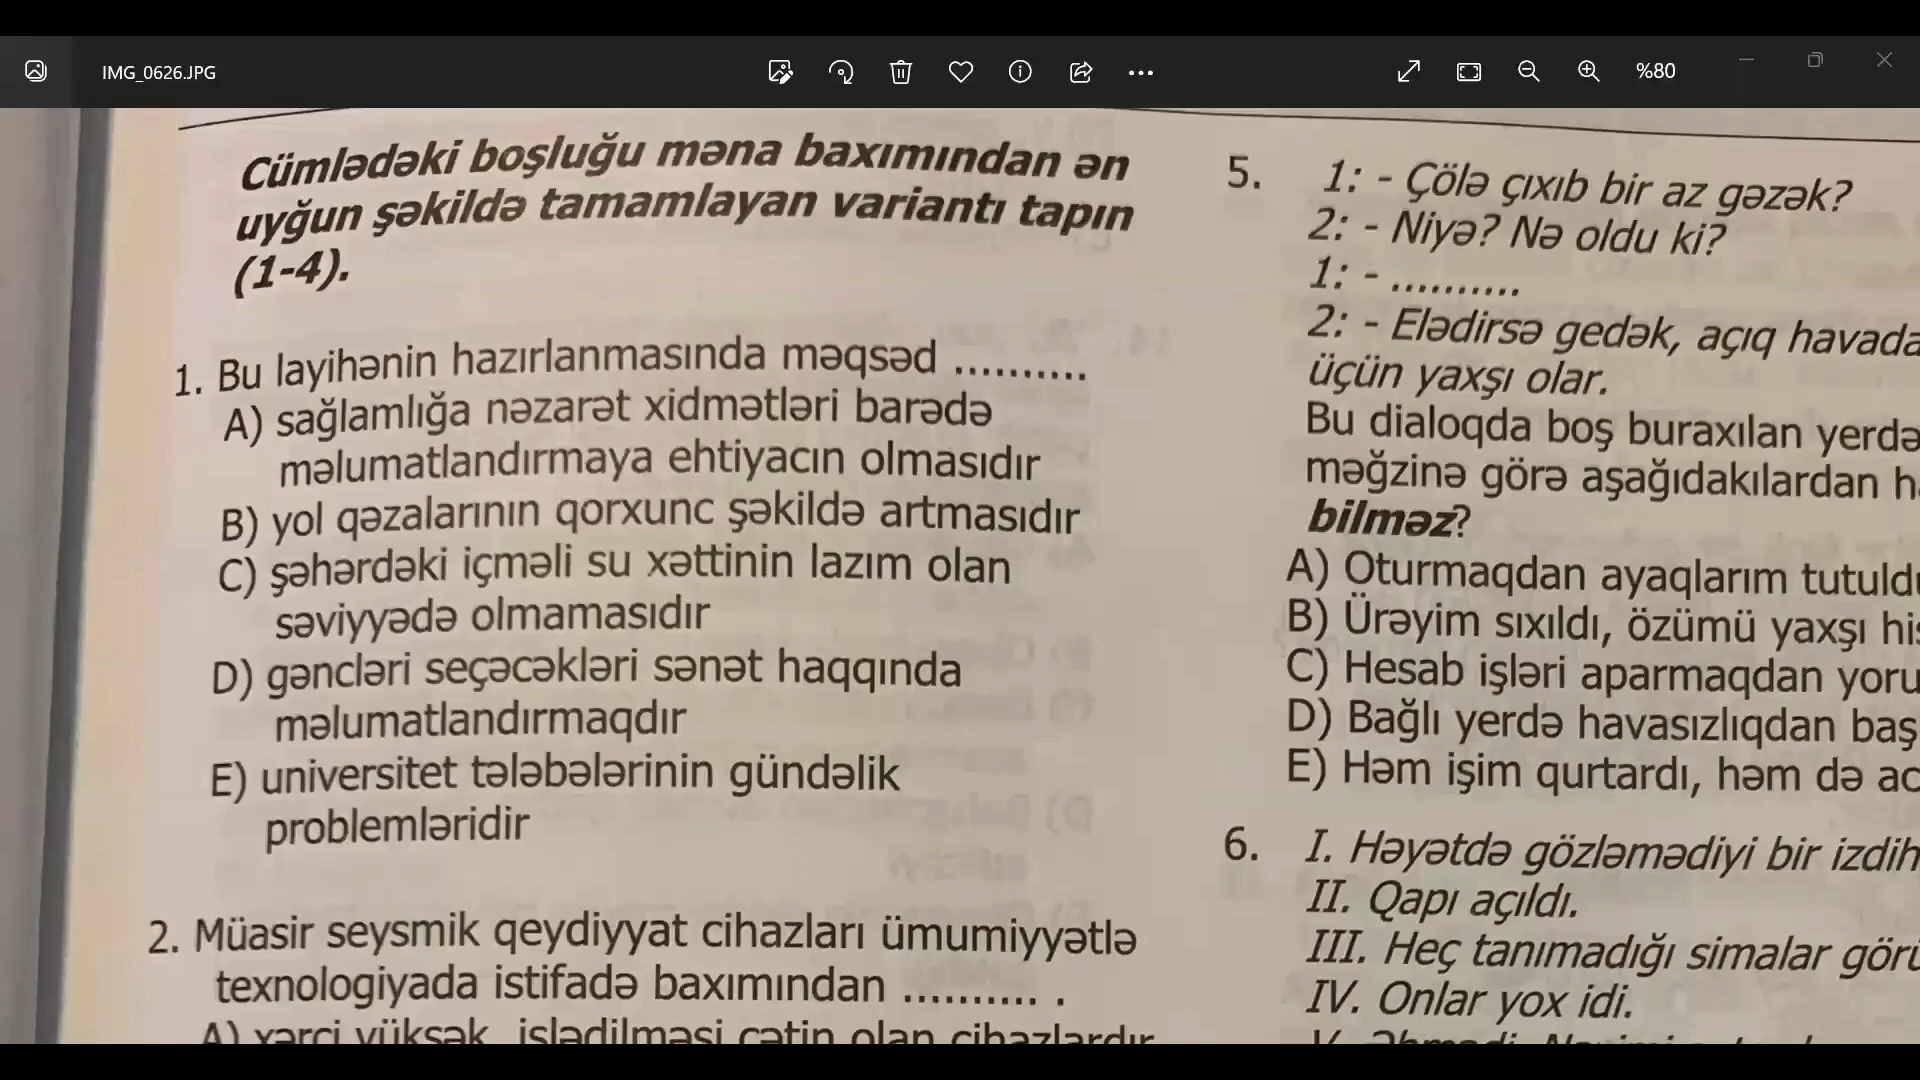 IMG_0626.JPG
%80
Cümlədəki boşluğu məna baxımından ən
uyğun şəkildə tamamlayan variantı tapın
(1-4).
1. Bu layihənin hazırlanmasında məqsəd ..........
A) sağlamlığa nəzarət xidmətləri barədə
məlumatlandırmaya ehtiyacın olmasıdır
B) yol qəzalarının qorxunc şəkildə artmasıdır
C) şəhərdəki içməli su xəttinin lazım olan
səviyyədə olmamasıdır
D) gəncləri seçəcəkləri sənət haqqında
məlumatlandırmaqdır
E) universitet tələbələrinin gündəlik
problemləridir
2. Müasir seysmik qeydiyyat cihazları ümumiyyətlə
texnologiyada istifadə baxımından .......... .
A) xərci yüksək, işlədilməsi çətin olan cihazlardır
5. 1: - Çölə çıxıb bir az gəzək?
2: - Niyə? Nə oldu ki?
1: - ..........
2: - Elədirsə gedək, açıq havada
üçün yaxşı olar.
Bu dialoqda boş buraxılan yerdə
məğzinə görə aşağıdakılardan
bilməz?
A) Oturmaqdan ayaqlarım
B) Ürəyim sıxıldı, özümü yaxşı
C) Hesab işləri aparmaqdan
D) Bağlı yerdə havasızlıqdan
E) Həm işim qurtardı, həm də
6. I. Həyətdə gözləmədiyi bir
II. Qapı açıldı.
III. Heç tanımadığı simalar
IV. Onlar yox idi.